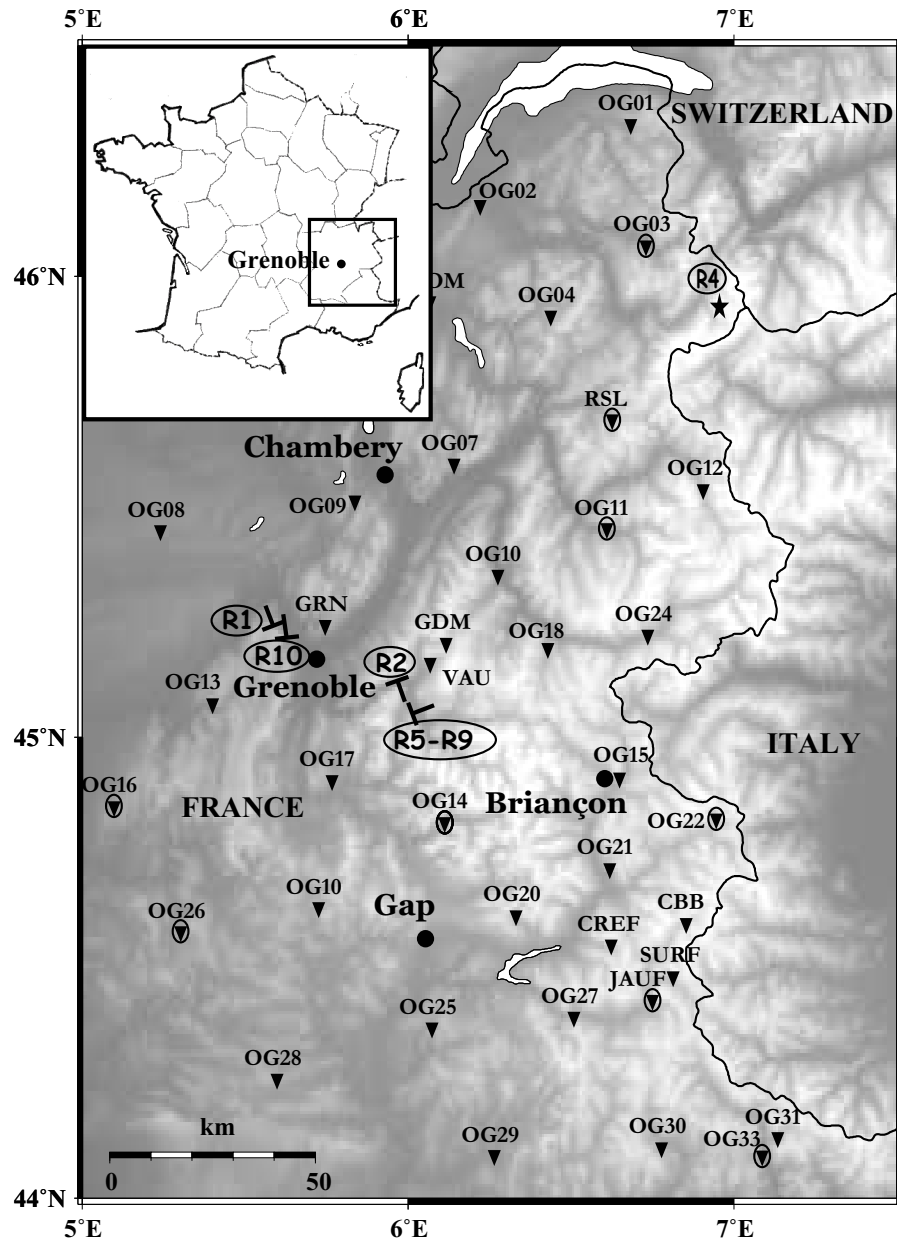 5˚E 6˚E 7˚E
OG01
SWITZERLAND
OG02
OG03
Grenoble
46˚N
R4
OM
OG04
RSL
Chambery
OG07
OG12
OG08
OG09
OG11
OG10
R1
GRN
GDM
OG18
OG24
R10
R2
OG13
Grenoble
VAU
45˚N
R5-R9
ITALY
OG17
OG15
OG16
FRANCE
OG14
Briançon
OG22
OG21
OG10
Gap
OG20
CBB
OG26
CREF
SURF
JAUF
OG25
OG27
OG28
km
OG29
OG30
OG33
OG31
0 50
44˚N
5˚E 6˚E 7˚E